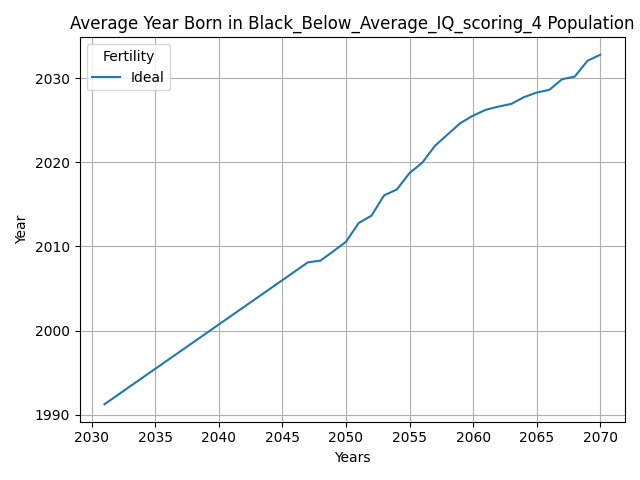 Average Year Born in Black_Below_Average_IQ_scoring_4 Population
Fertility
Ideal
2030
2020
2010
2000
1990
Year
2030 2035 2040 2045 2050 2055 2060 2065 2070
Years